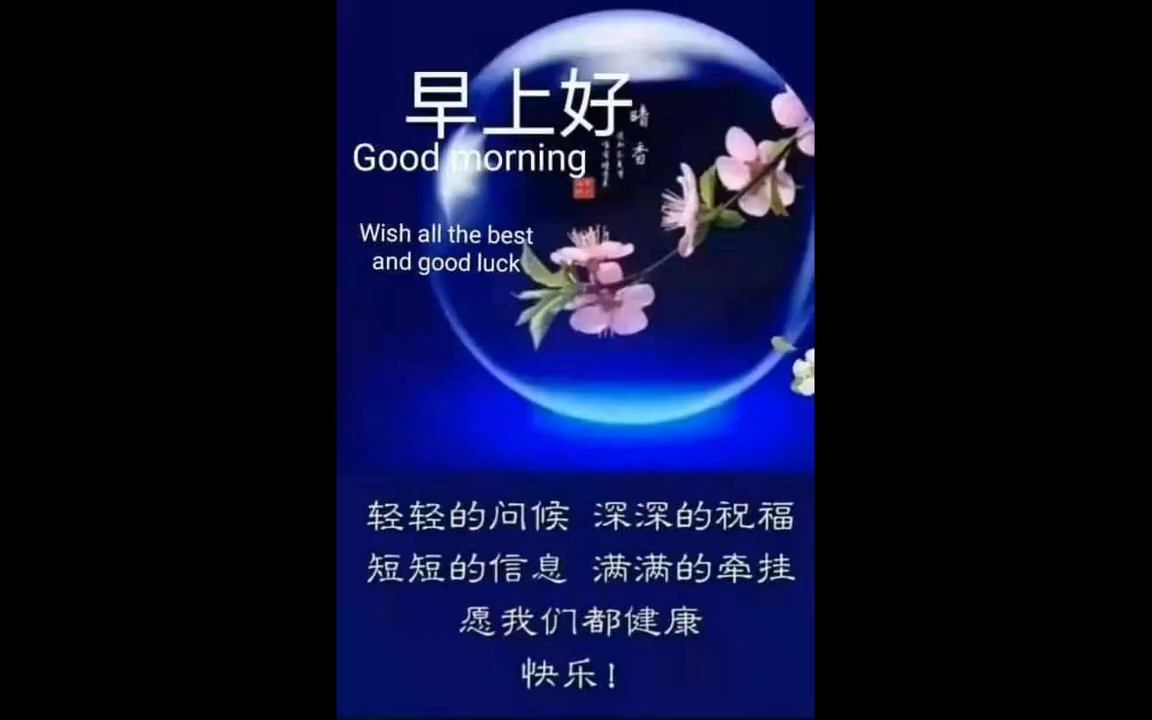 早上好
Good morning
Wish all the best
and good luck
轻轻的问候 深深的祝福
短短的信息 满满的牵挂
愿我们都健康
快乐!